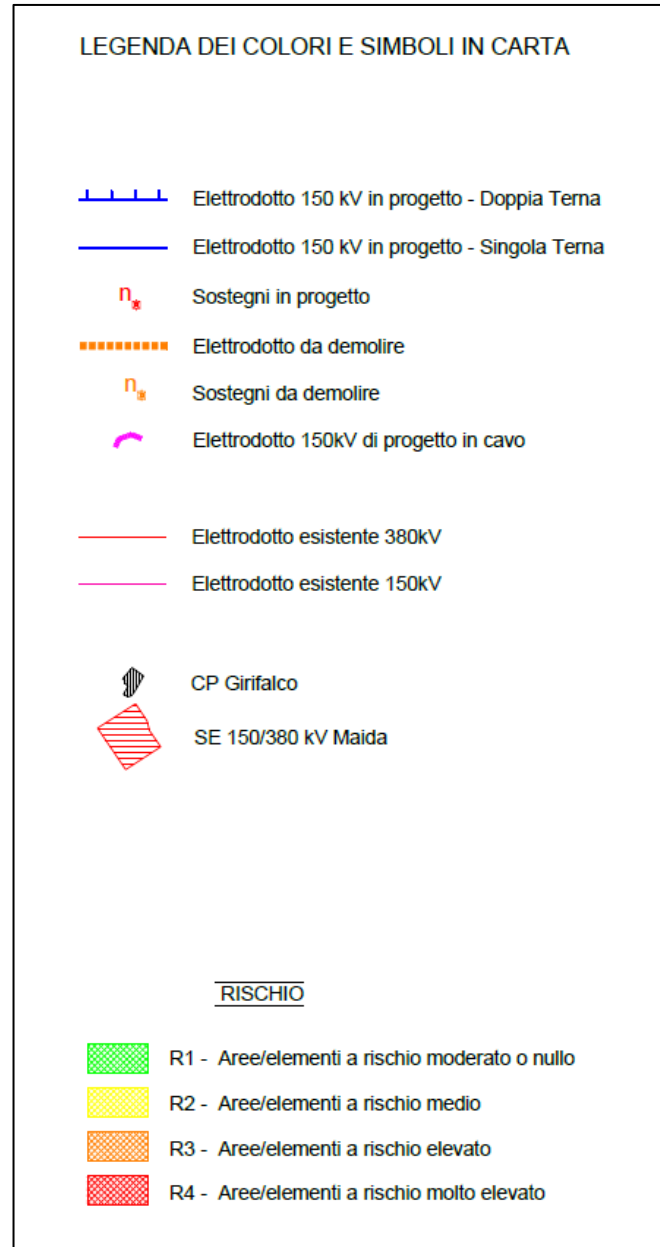 LEGENDA DEI COLORI E SIMBOLI IN CARTA
Elettrodotto 150 kV in progetto - Doppia Terna
Elettrodotto 150 kV in progetto - Singola Terna
n Sostegni in progetto
Elettrodotto da demolire
n Sostegni da demolire
Elettrodotto 150kV di progetto in cavo
Elettrodotto esistente 380kV
Elettrodotto esistente 150kV
CP Girifalco
SE 150/380 kV Maida
RISCHIO
R1 - Aree/elementi a rischio moderato o nullo
R2 - Aree/elementi a rischio medio
R3 - Aree/elementi a rischio elevato
R4 - Aree/elementi a rischio molto elevato